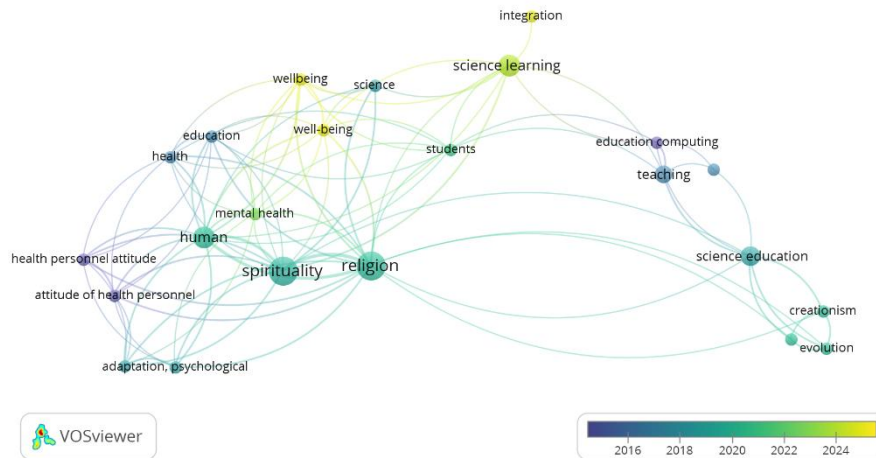 integration
science learning
wellbeing
science
well-being
education
students
education computing
health
teaching
mental health
human
health personnel attitude
spirituality
religion
science education
attitude of health personnel
creationism
evolution
adaptation, psychological
VOSviewer
2016 2018 2020 2022 2024